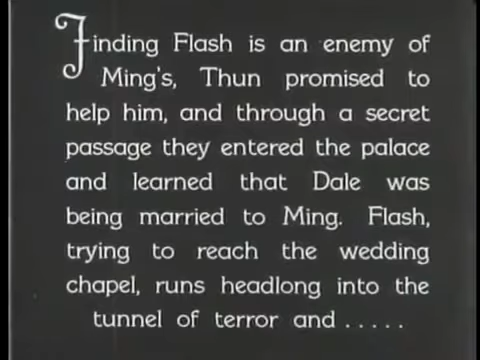 Finding Flash is an enemy of
Ming's, Thun promised to
help him, and through a secret
passage they entered the palace
and learned that Dale was
being married to Ming. Flash,
trying to reach the wedding
chapel, runs headlong into the
tunnel of terror and .....